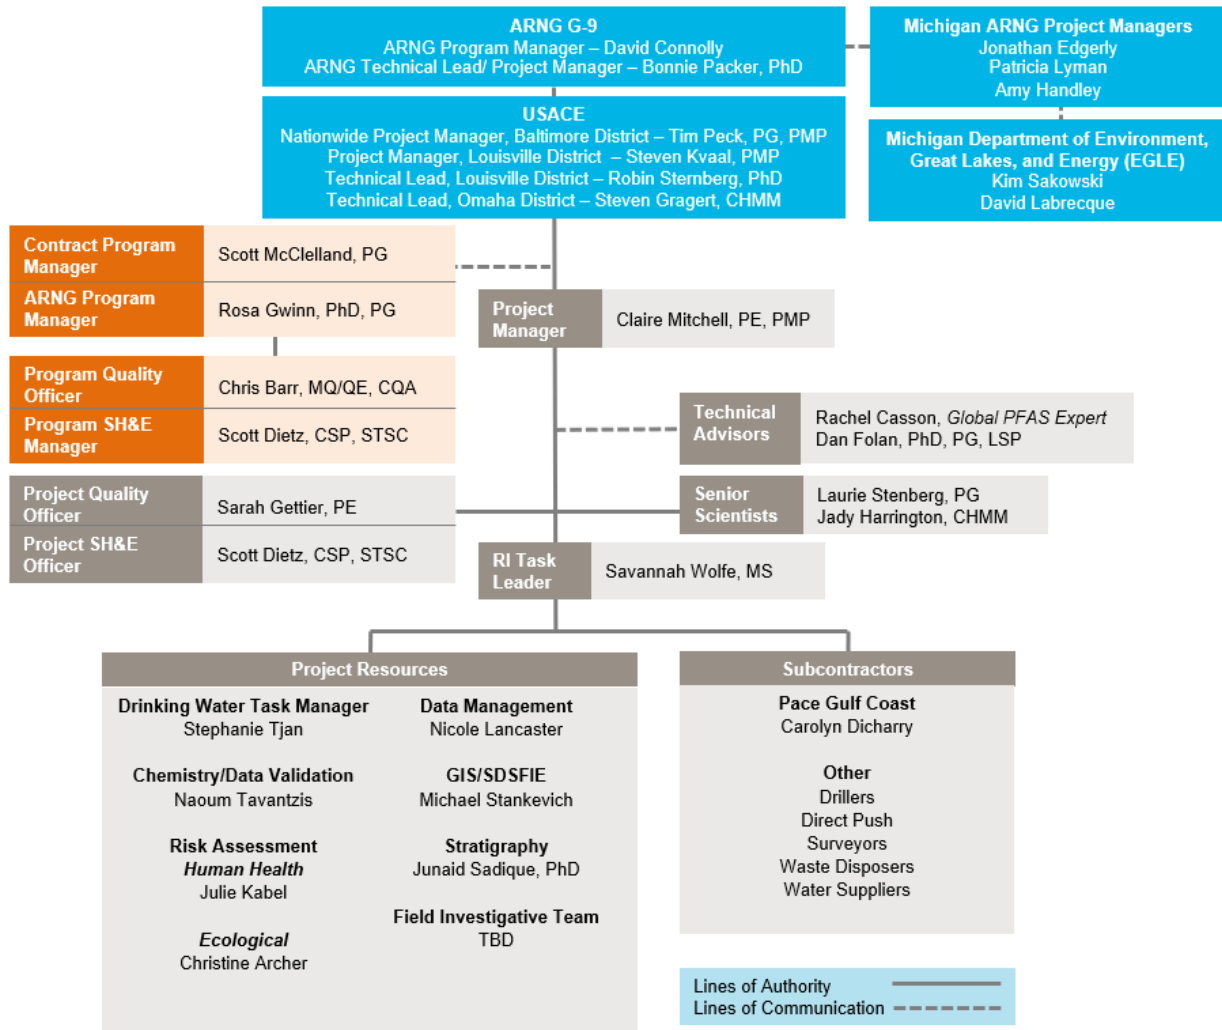 ARNG G-9
ARNG Program Manager – David Connolly
ARNG Technical Lead/ Project Manager – Bonnie Packer, PhD
Michigan ARNG Project Managers
Jonathan Edgerly
Patricia Lyman
Amy Handley
USACE
Nationwide Project Manager, Baltimore District – Tim Peck, PG, PMP
Project Manager, Louisville District – Steven Kvaal, PMP
Technical Lead, Louisville District – Robin Sternberg, PhD
Technical Lead, Omaha District – Steven Gragert, CHMM
Michigan Department of Environment,
Great Lakes, and Energy (EGLE)
Kim Sakowski
David Labrecque
Contract Program
Manager
Scott McClelland, PG
ARNG Program
Manager
Rosa Gwinn, PhD, PG
Project
Manager
Claire Mitchell, PE, PMP
Program Quality
Officer
Chris Barr, MQ/QE, CQA
Program SH&E
Manager
Scott Dietz, CSP, STSC
Technical
Advisors
Rachel Casson, Global PFAS Expert
Dan Folan, PhD, PG, LSP
Project Quality
Officer
Sarah Gettier, PE
Project SH&E
Officer
Scott Dietz, CSP, STSC
Senior
Scientists
Laurie Stenberg, PG
Jady Harrington, CHMM
RI Task
Leader
Savannah Wolfe, MS
Project Resources
Drinking Water Task Manager
Stephanie Tjan
Chemistry/Data Validation
Naoum Tavantzis
Risk Assessment
Human Health
Julie Kabel
Ecological
Christine Archer
Data Management
Nicole Lancaster
GIS/SDSFIE
Michael Stankevich
Stratigraphy
Junaid Sadique, PhD
Field Investigative Team
TBD
Subcontractors
Pace Gulf Coast
Carolyn Dicharry
Other
Drillers
Direct Push
Surveyors
Waste Disposers
Water Suppliers
Lines of Authority
Lines of Communication